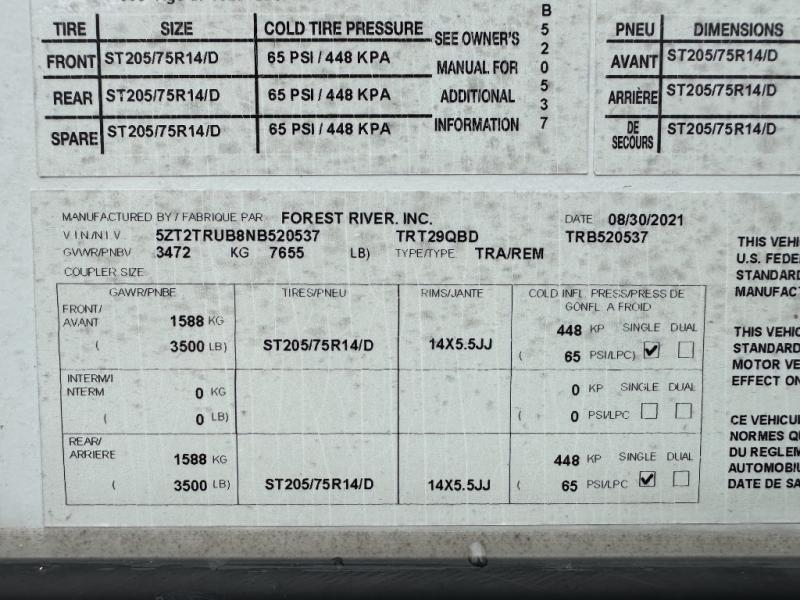 TIRE SIZE COLD TIRE PRESSURE
FRONT ST205/75R14/D 65 PSI / 448 KPA
REAR ST205/75R14/D 65 PSI / 448 KPA
SPARE ST205/75R14/D 65 PSI / 448 KPA
SEE OWNER'S
MANUAL FOR
ADDITIONAL
INFORMATION
B
5
2
0
5
3
7
PNEU DIMENSIONS
AVANT ST205/75R14/D
ARRIÈRE ST205/75R14/D
DE
SECOURS ST205/75R14/D
MANUFACTURED BY / FABRIQUE PAR FOREST RIVER. INC. DATE 08/30/2021
VIN/NIV 5ZT2TRUB8NB520537 TRT29QBD TRB520537
GVWR/PNBV 3472 KG 7655 LB) TYPE/TYPE TRA/REM
COUPLER SIZE
GAWR/PNBE TIRES/PNEU RIMS/JANTE COLD INFL. PRESS/PRESS DE
GONFL A FROID
FRONT/
AVANT 1588 KG 448 KP SINGLE DUAL
( 3500 LB) ST205/75R14/D 14X5.5JJ ( 65 PSI/LPC)
INTERM/I
NTERM 0 KG 0 KP SINGLE DUAL
( 0 LB) ( 0 PSI/LPC
REAR/
ARRIERE 1588 KG 448 KP SINGLE DUAL
( 3500 LB) ST205/75R14/D 14X5.5JJ ( 65 PSI/LPC
THIS VEHI
U.S. FEDE
STANDARD
MANUFACT
THIS VEHIC
STANDARD
MOTOR VE
EFFECT ON
CE VEHICUL
NORMES QU
DU REGLEM
AUTOMOBIL
DATE DE SA